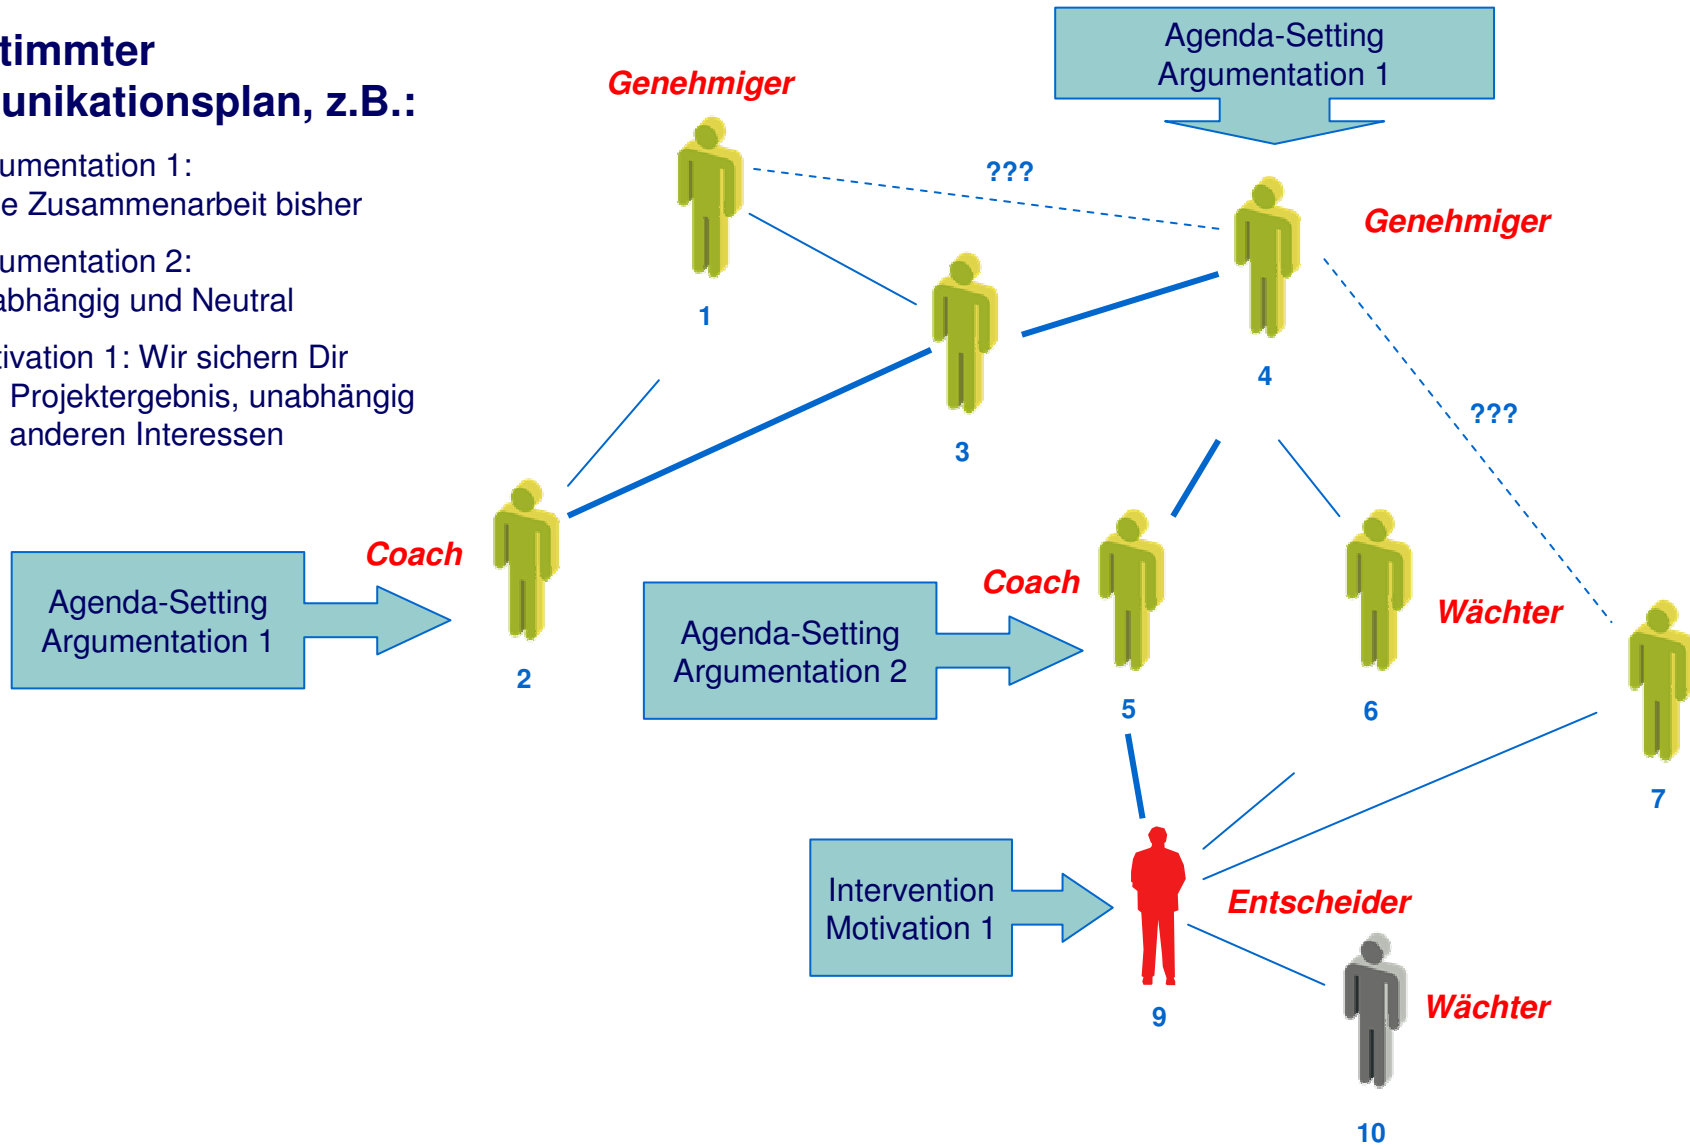 timmter
unikationsplan, z.B.:
umentation 1:
e Zusammenarbeit bisher
umentation 2:
abhängig und Neutral
tivation 1: Wir sichern Dir
Projektergebnis, unabhängig
anderen Interessen
Agenda-Setting
Argumentation 1
Genehmiger
???
Genehmiger
1
4
3
???
Coach
Agenda-Setting
Argumentation 1
2
Coach
Agenda-Setting
Argumentation 2
Wächter
5
6
7
Intervention
Motivation 1
Entscheider
9
Wächter
10